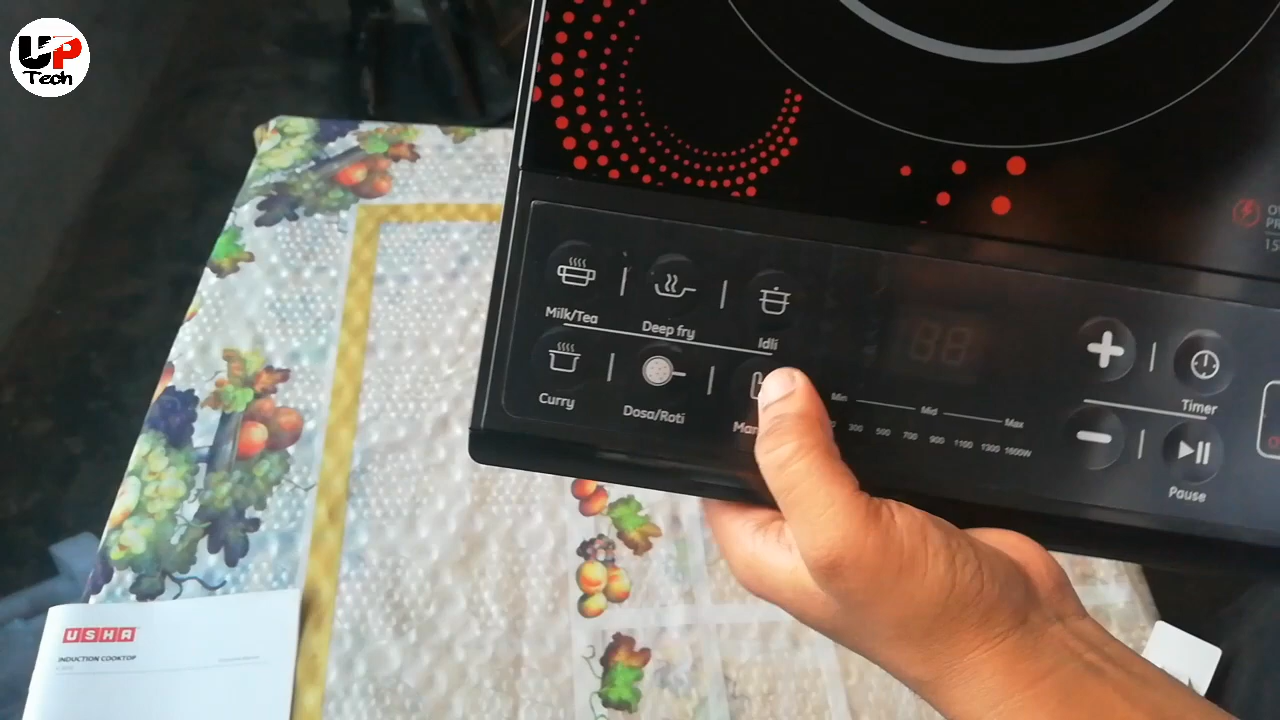 UP
Tech
Milk/Tea
Deep fry
Idli
Curry
Dosa/Roti
Min
Mid
Max
300 500 700 900 1100 1300 1600W
Timer
Pause
USHA
INDUCTION COOKTOP